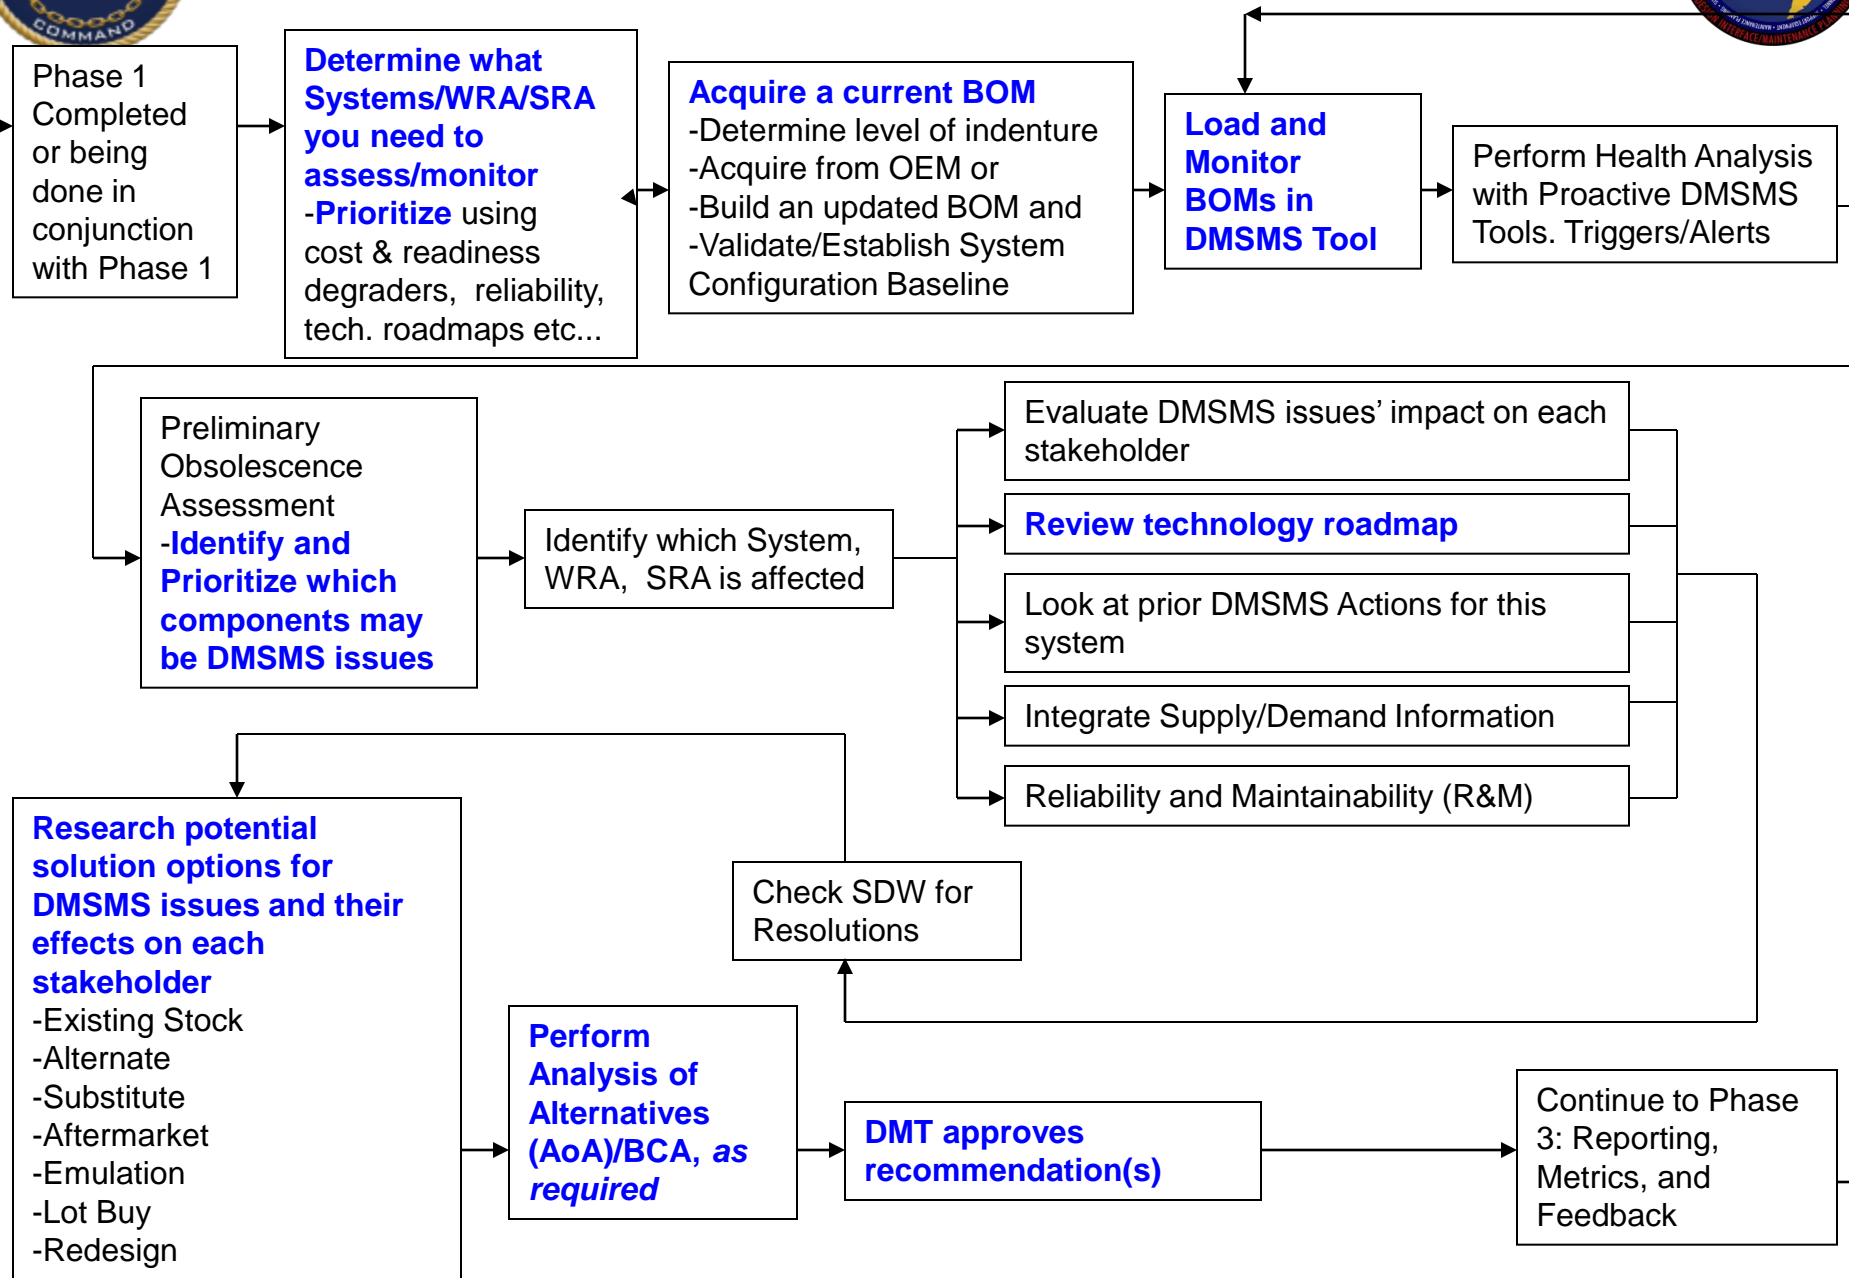 COMMAND
DESIGN INTERFACE/MAINTENANCE PLANNING
Phase 1
Completed
or being
done in
conjunction
with Phase 1
Determine what
Systems/WRA/SRA
you need to
assess/monitor
-Prioritize using
cost & readiness
degraders, reliability,
tech. roadmaps etc...
Acquire a current BOM
-Determine level of indenture
-Acquire from OEM or
-Build an updated BOM and
-Validate/Establish System
Configuration Baseline
Load and
Monitor
BOMs in
DMSMS Tool
Perform Health Analysis
with Proactive DMSMS
Tools. Triggers/Alerts
Preliminary
Obsolescence
Assessment
-Identify and
Prioritize which
components may
be DMSMS issues
Identify which System,
WRA, SRA is affected
Evaluate DMSMS issues’ impact on each
stakeholder
Review technology roadmap
Look at prior DMSMS Actions for this
system
Integrate Supply/Demand Information
Reliability and Maintainability (R&M)
Check SDW for
Resolutions
Research potential
solution options for
DMSMS issues and their
effects on each
stakeholder
-Existing Stock
-Alternate
-Substitute
-Aftermarket
-Emulation
-Lot Buy
-Redesign
Perform
Analysis of
Alternatives
(AoA)/BCA, as
required
DMT approves
recommendation(s)
Continue to Phase
3: Reporting,
Metrics, and
Feedback